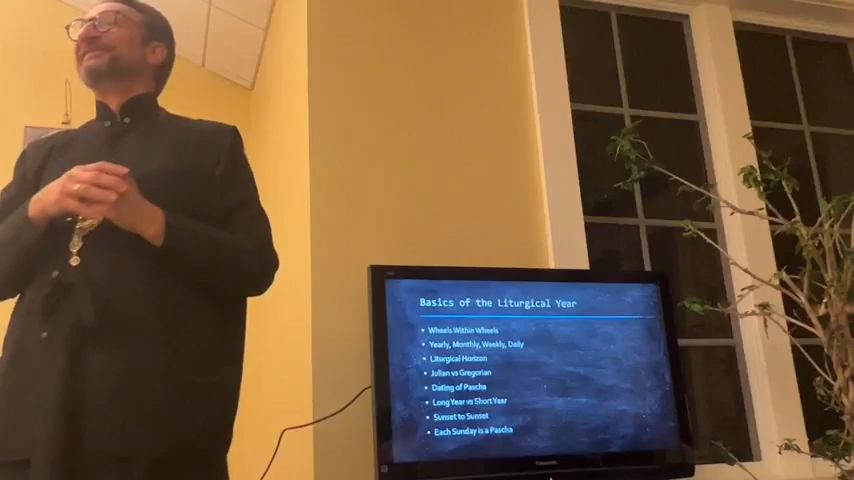 Basics of the Liturgical Year
• Wheels Within Wheels
• Yearly, Monthly, Weekly, Daily
• Liturgical Horizon
• Julian vs Gregorian
• Dating of Pascha
• Long Year vs Short Year
• Sunset to Sunset
• Each Sunday is a Pascha
Panasonic